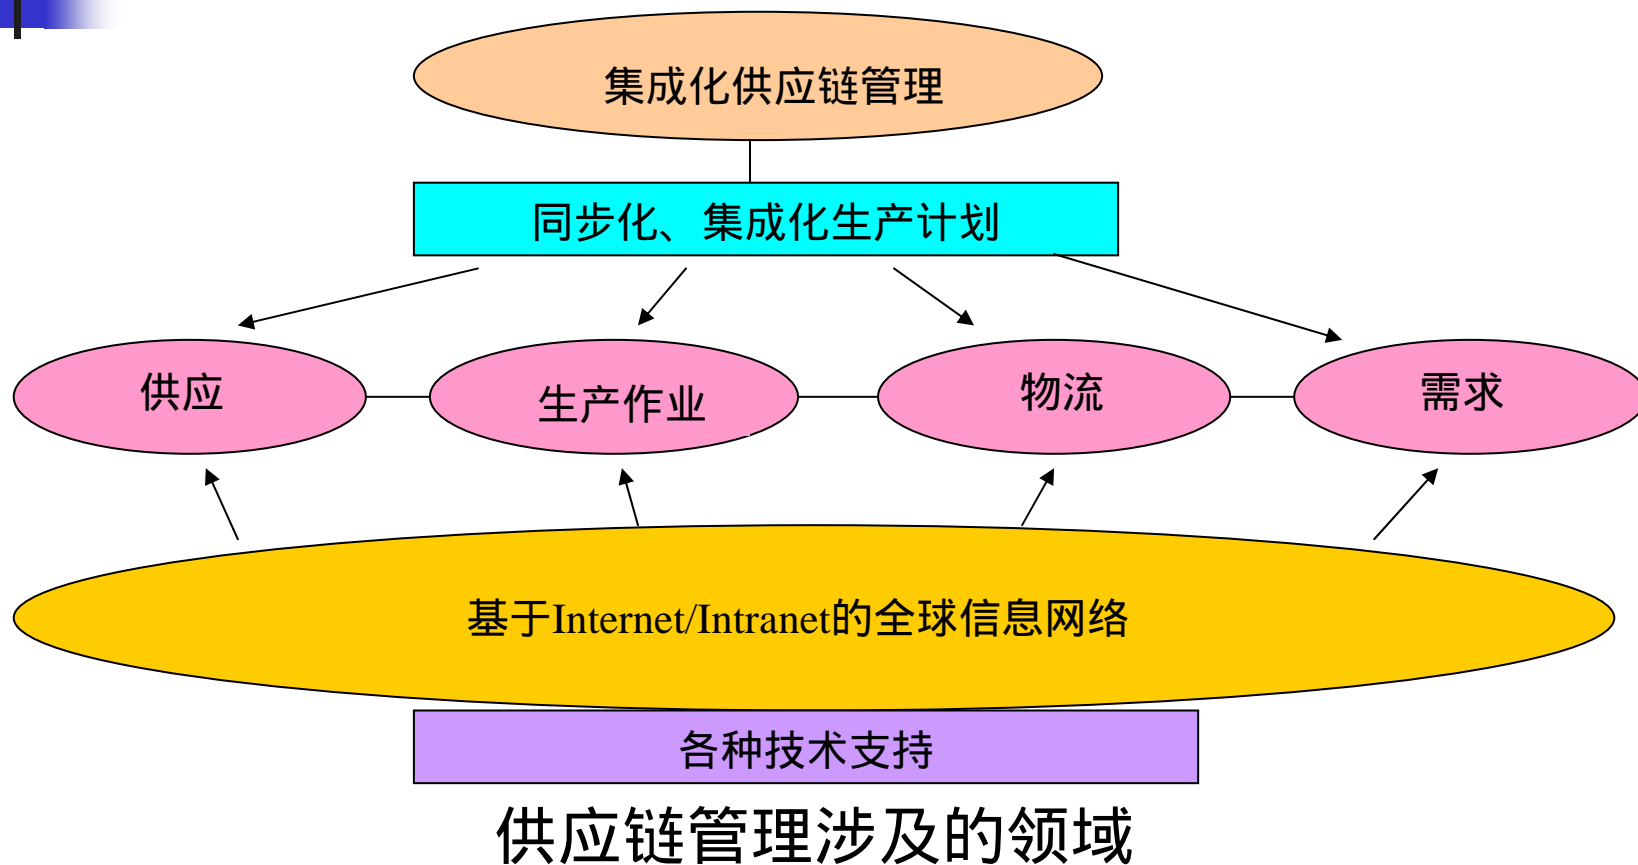 集成化供应链管理
同步化、集成化生产计划
供应
生产作业
物流
需求
基于Internet/Intranet的全球信息网络
各种技术支持
供应链管理涉及的领域